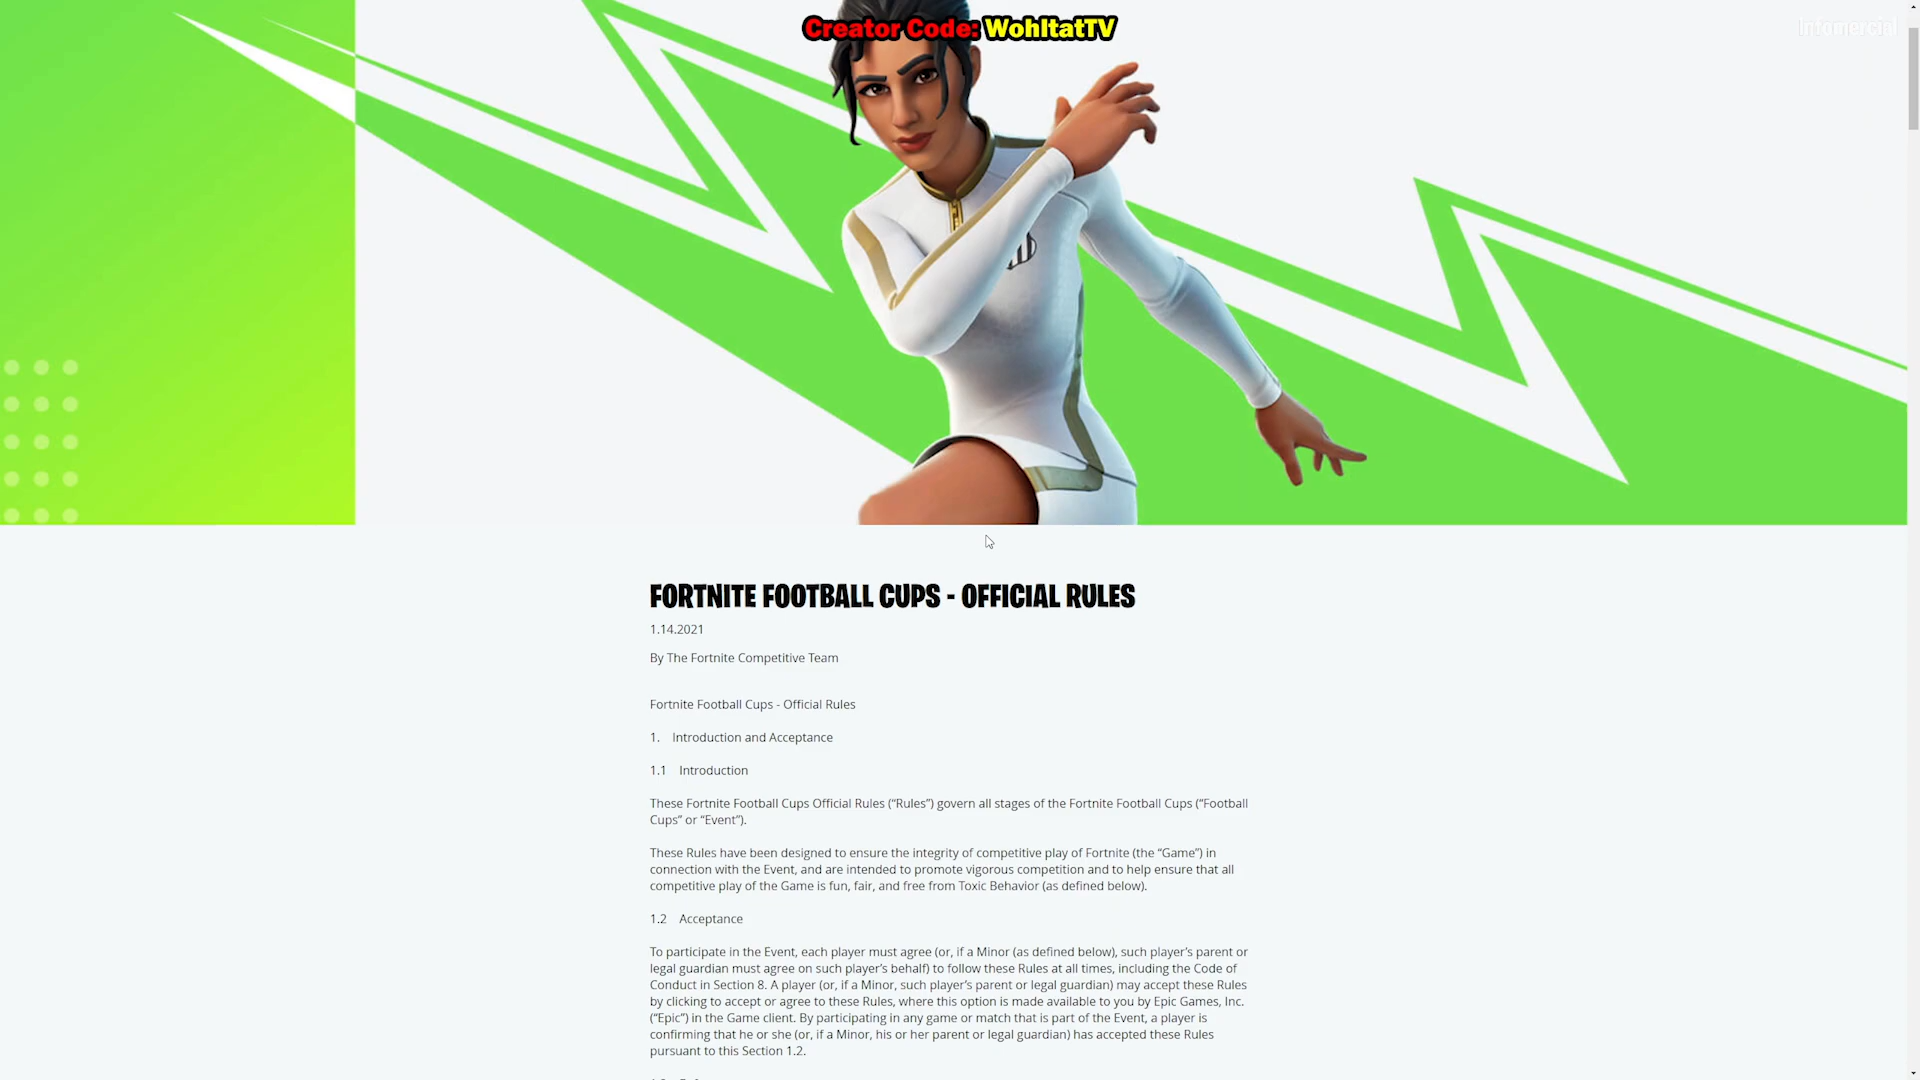 Creator Code: WohltatTV
Infomercial
FORTNITE FOOTBALL CUPS - OFFICIAL RULES
1.14.2021
By The Fortnite Competitive Team
Fortnite Football Cups - Official Rules
1. Introduction and Acceptance
1.1 Introduction
These Fortnite Football Cups Official Rules (“Rules”) govern all stages of the Fortnite Football Cups (“Football
Cups” or “Event”).
These Rules have been designed to ensure the integrity of competitive play of Fortnite (the “Game”) in
connection with the Event, and are intended to promote vigorous competition and to help ensure that all
competitive play of the Game is fun, fair, and free from Toxic Behavior (as defined below).
1.2 Acceptance
To participate in the Event, each player must agree (or, if a Minor (as defined below), such player’s parent or
legal guardian must agree on such player’s behalf) to follow these Rules at all times, including the Code of
Conduct in Section 8. A player (or, if a Minor, such player’s parent or legal guardian) may accept these Rules
by clicking to accept or agree to these Rules, where this option is made available to you by Epic Games, Inc.
(“Epic”) in the Game client. By participating in any game or match that is part of the Event, a player is
confirming that he or she (or, if a Minor, his or her parent or legal guardian) has accepted these Rules
pursuant to this Section 1.2.